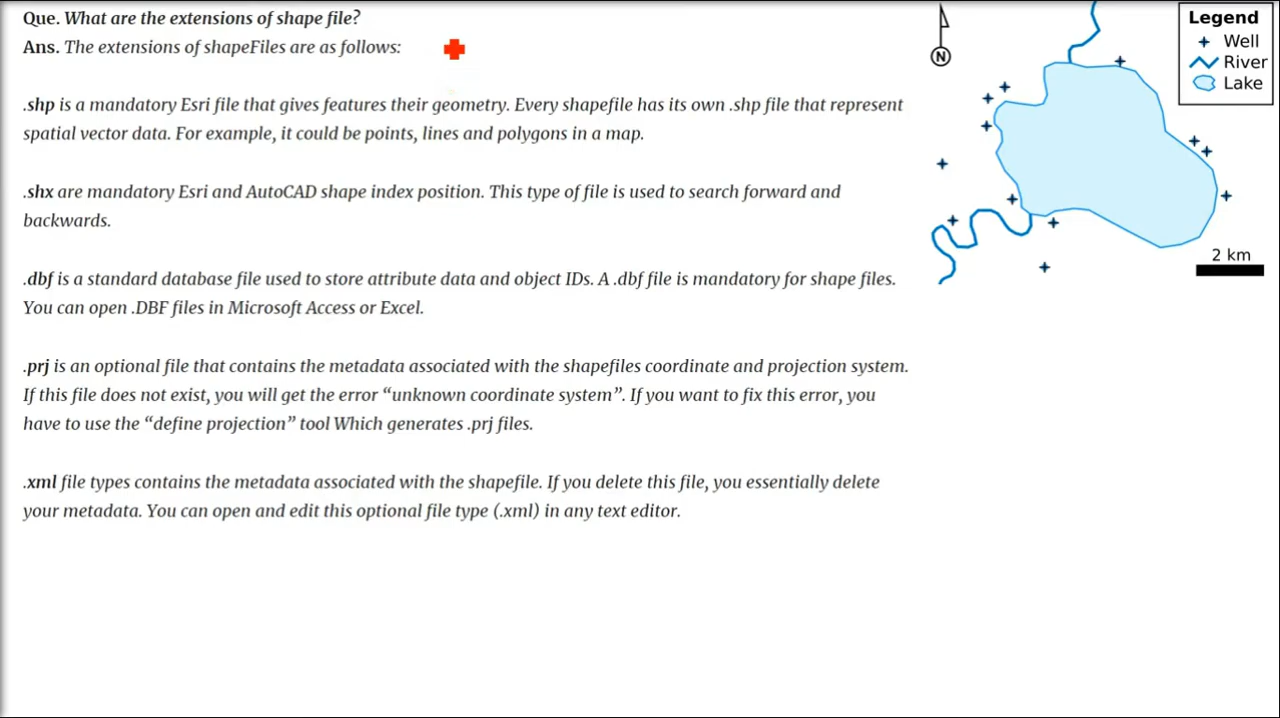 Que. What are the extensions of shape file?
Ans. The extensions of shapeFiles are as follows:
.shp is a mandatory Esri file that gives features their geometry. Every shapefile has its own .shp file that represent
spatial vector data. For example, it could be points, lines and polygons in a map.
.shx are mandatory Esri and AutoCAD shape index position. This type of file is used to search forward and
backwards.
.dbf is a standard database file used to store attribute data and object IDs. A .dbf file is mandatory for shape files.
You can open .DBF files in Microsoft Access or Excel.
.prj is an optional file that contains the metadata associated with the shapefiles coordinate and projection system.
If this file does not exist, you will get the error “unknown coordinate system”. If you want to fix this error, you
have to use the “define projection” tool Which generates .prj files.
.xml file types contains the metadata associated with the shapefile. If you delete this file, you essentially delete
your metadata. You can open and edit this optional file type (.xml) in any text editor.
N
Legend
Well
River
Lake
2 km